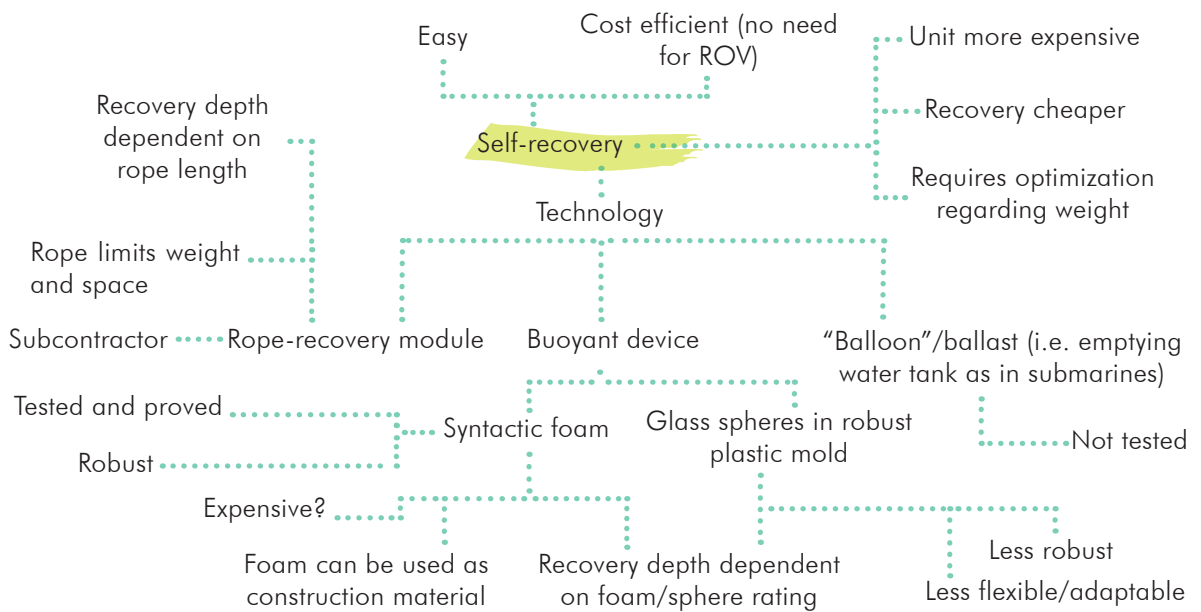 Easy
Cost efficient (no need
for ROV)
Unit more expensive
Recovery depth
dependent on
rope length
Recovery cheaper
Self-recovery
Requires optimization
regarding weight
Technology
Rope limits weight
and space
Subcontractor
Rope-recovery module
Buoyant device
“Balloon”/ballast (i.e. emptying
water tank as in submarines)
Tested and proved
Syntactic foam
Glass spheres in robust
plastic mold
Not tested
Robust
Expensive?
Foam can be used as
construction material
Recovery depth dependent
on foam/sphere rating
Less robust
Less flexible/adaptable